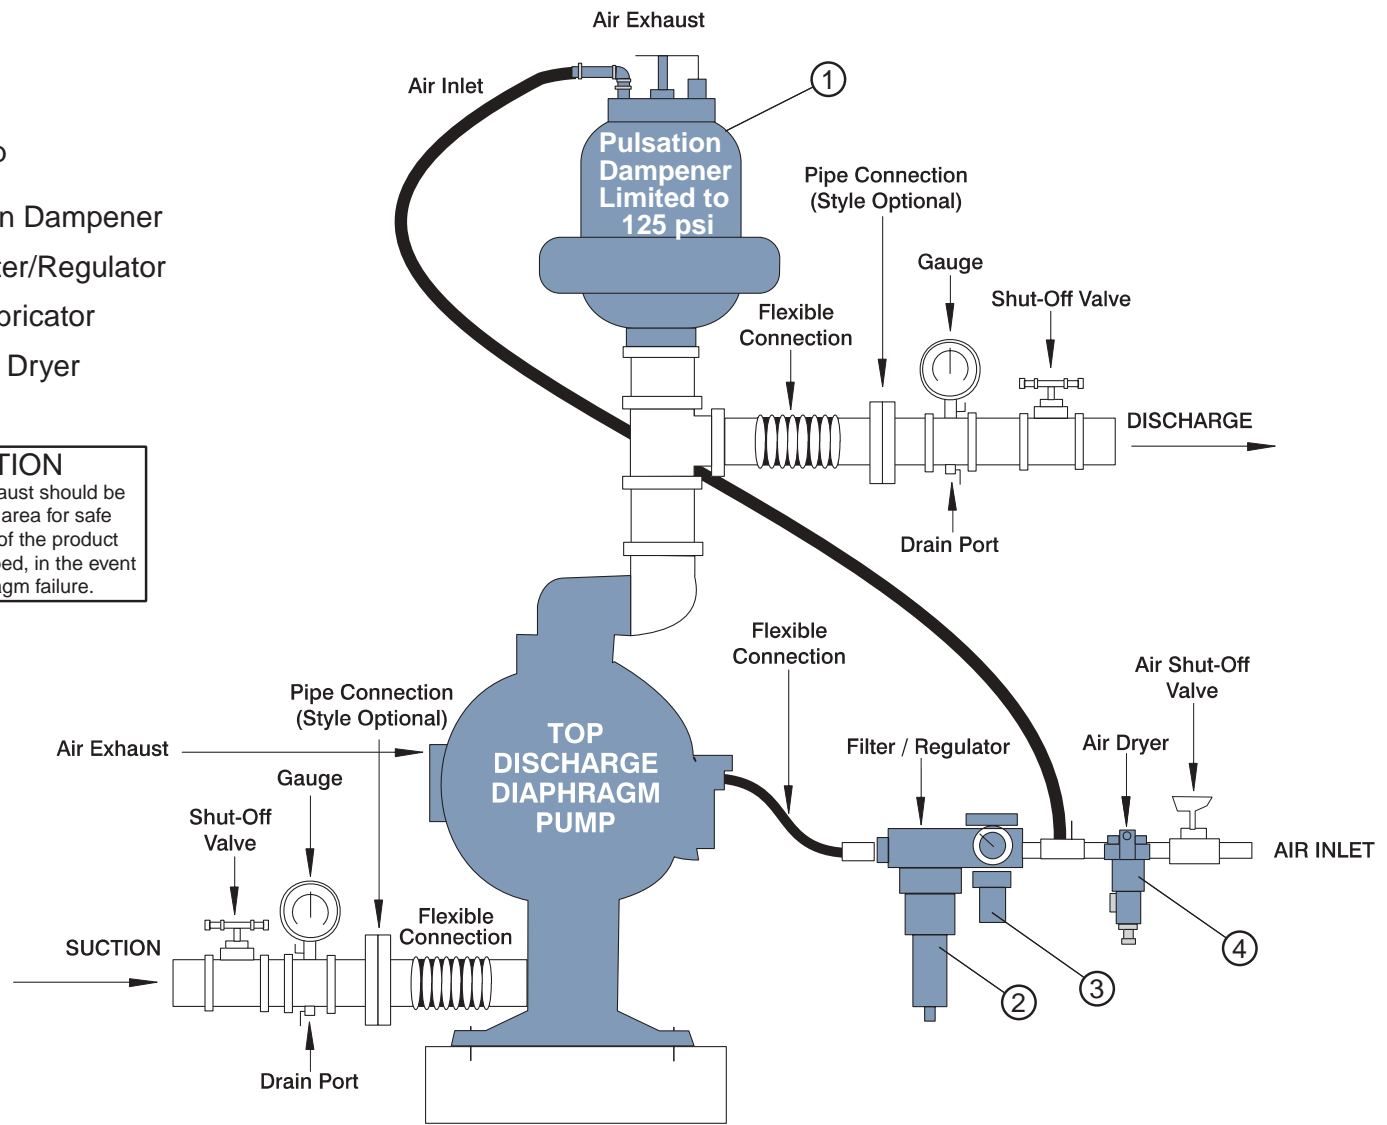 Air Exhaust
Air Inlet
1
Pulsation
Dampener
Limited to
125 psi
Pipe Connection
(Style Optional)
Gauge
Shut-Off Valve
Flexible
Connection
DISCHARGE
Drain Port
n Dampener
ter/Regulator
bricator
Dryer
TION
aust should be
area for safe
of the product
ped, in the event
agm failure.
Flexible
Connection
Air Shut-Off
Valve
Pipe Connection
(Style Optional)
Air Exhaust
Gauge
Shut-Off
Valve
TOP
DISCHARGE
DIAPHRAGM
PUMP
Filter / Regulator
Air Dryer
AIR INLET
Flexible
Connection
SUCTION
4
3
2
Drain Port